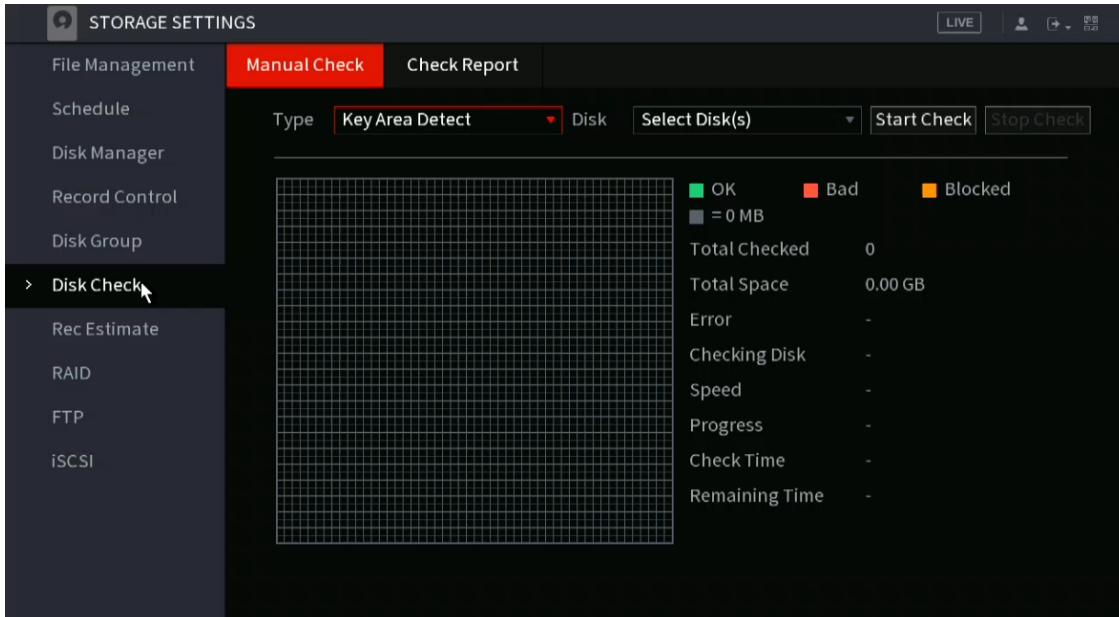 STORAGE SETTINGS
LIVE
File Management
Schedule
Disk Manager
Record Control
Disk Group
> Disk Check
Rec Estimate
RAID
FTP
iSCSI
Manual Check Check Report
Type Key Area Detect Disk Select Disk(s) Start Check Stop Check
OK Bad Blocked
= 0 MB
Total Checked 0
Total Space 0.00 GB
Error -
Checking Disk -
Speed -
Progress -
Check Time -
Remaining Time -